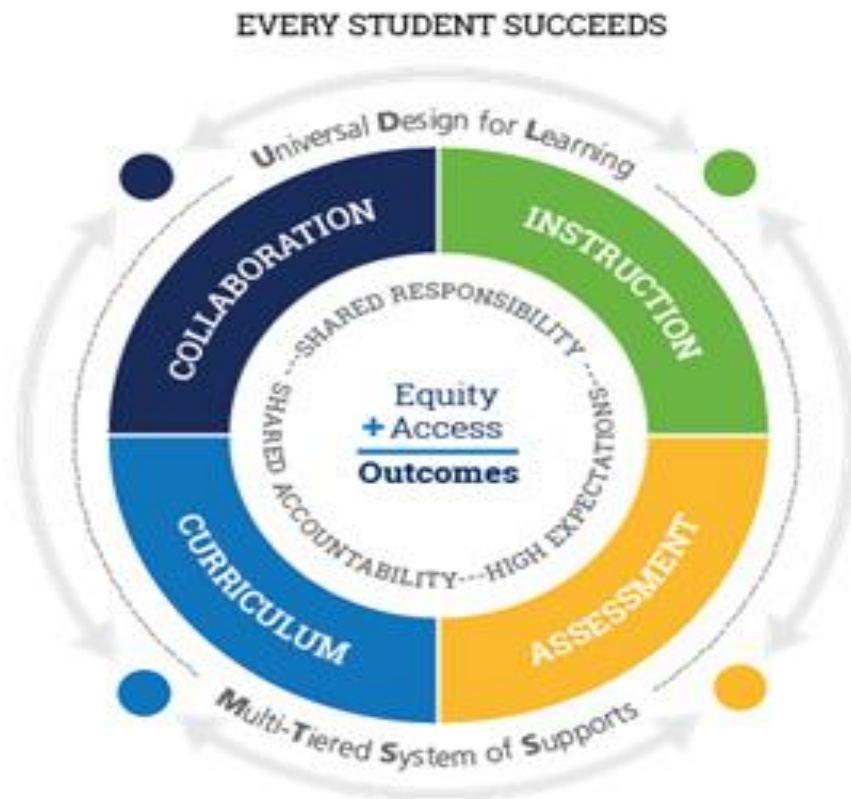 EVERY STUDENT SUCCEEDS
Universal Design for Learning
COLLABORATION
INSTRUCTION
---SHARED RESPONSIBILITY ---HIGH EXPECTATIONS---SHARED ACCOUNTABILITY
Equity
+ Access
Outcomes
CURRICULUM
ASSESSMENT
Multi-Tiered System of Supports